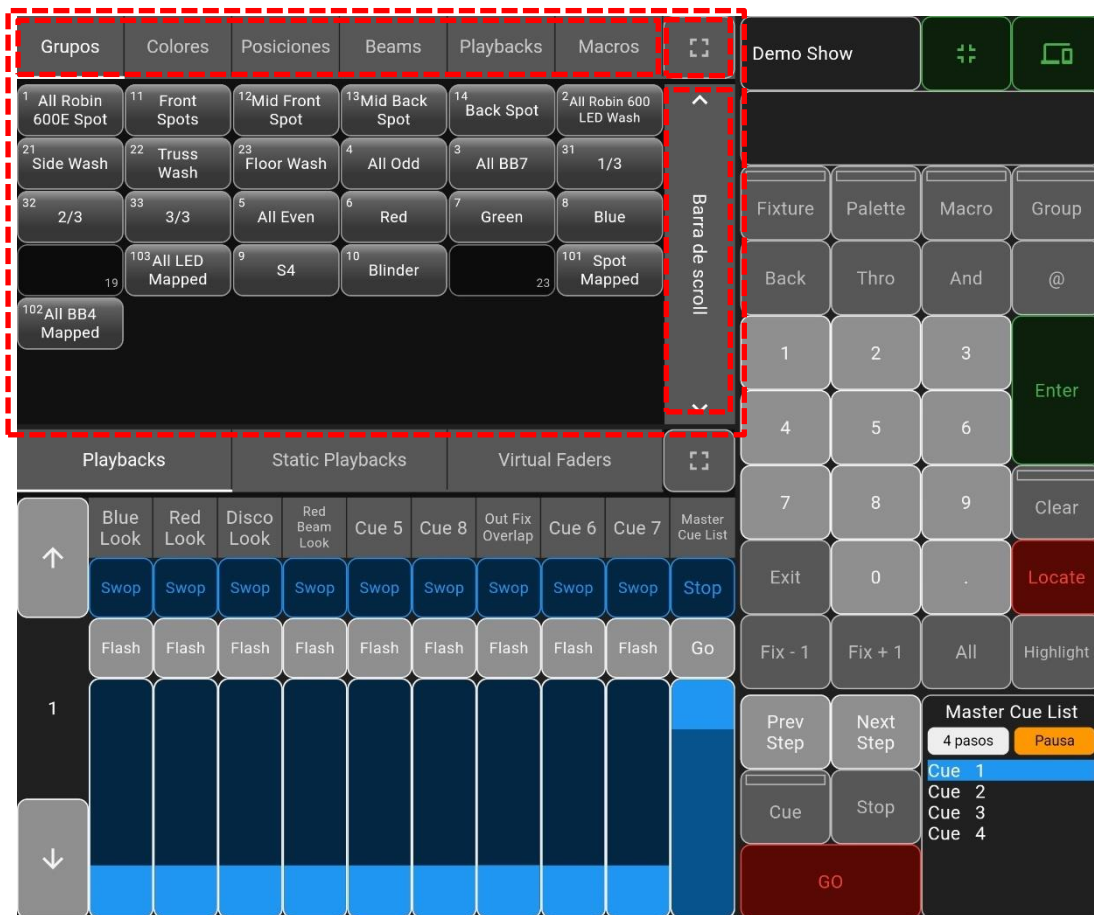 Grupos Colores Posiciones Beams Playbacks Macros
Demo Show
1 All Robin 600E Spot
11 Front Spots
12 Mid Front Spot
13 Mid Back Spot
14 Back Spot
2 All Robin 600 LED Wash
21 Side Wash
22 Truss Wash
23 Floor Wash
4 All Odd
3 All BB7
31 1/3
32 2/3
33 3/3
5 All Even
6 Red
7 Green
8 Blue
19
103 All LED Mapped
9 S4
10 Blinder
23
101 Spot Mapped
102 All BB4 Mapped
Barra de scroll
Playbacks Static Playbacks Virtual Faders
Blue Look
Red Look
Disco Look
Red Beam Look
Cue 5
Cue 8
Out Fix Overlap
Cue 6
Cue 7
Master Cue List
Swop Swop Swop Swop Swop Swop Swop Swop Swop Stop
Flash Flash Flash Flash Flash Flash Flash Flash Flash Go
1
Fixture Palette Macro Group
Back Thro And @
1 2 3 Enter
4 5 6
7 8 9 Clear
Exit 0 . Locate
Fix - 1 Fix + 1 All Highlight
Prev Step
Next Step
Cue Stop
GO
Master Cue List
4 pasos Pausa
Cue 1
Cue 2
Cue 3
Cue 4